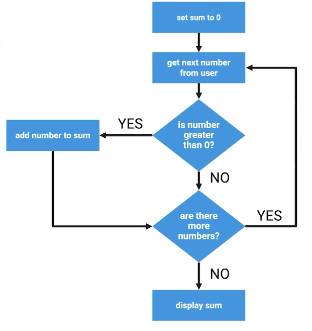 set sum to 0
get next number
from user
is number
greater
than 0?
YES
add number to sum
NO
are there
more
numbers?
YES
NO
display sum